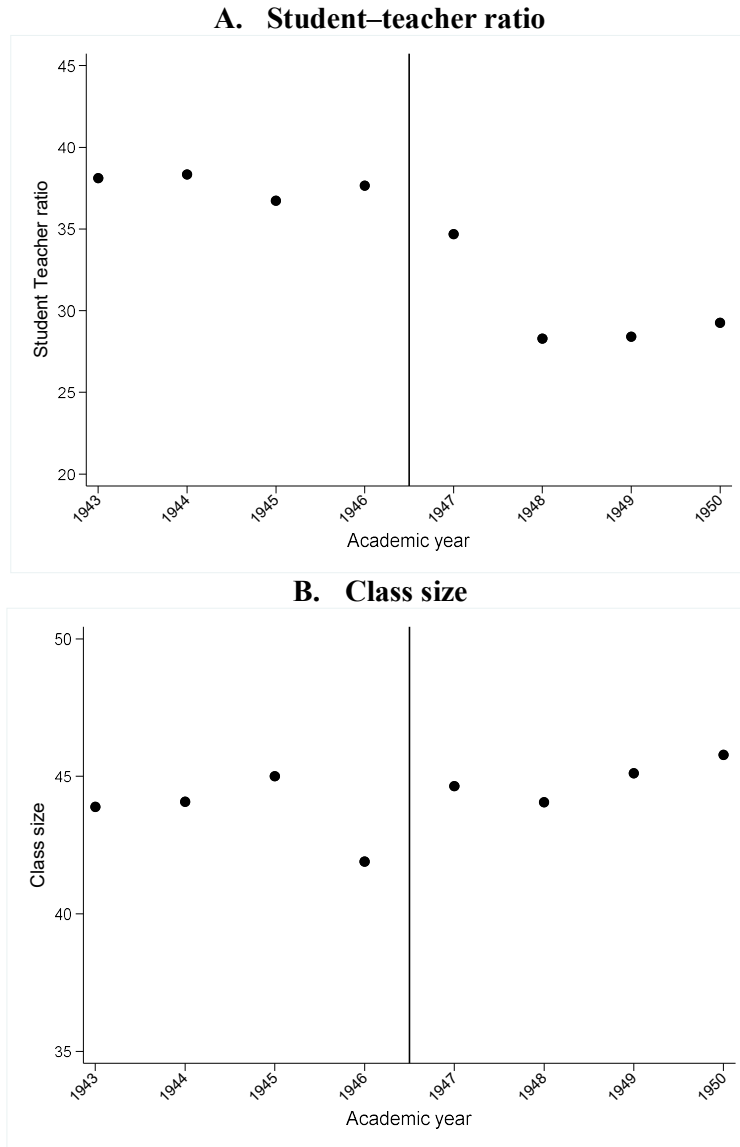 A. Student–teacher ratio
45
40
35
30
25
20
Student Teacher ratio
1943 1944 1945 1946 1947 1948 1949 1950
Academic year
B. Class size
50
45
40
35
Class size
1943 1944 1945 1946 1947 1948 1949 1950
Academic year